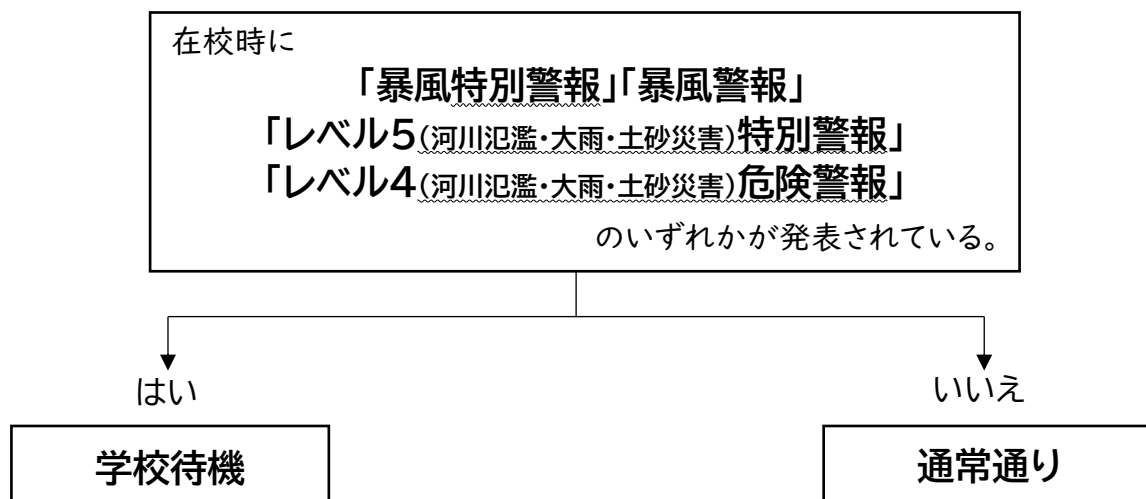 在校時に
「暴風特別警報」「暴風警報」
「レベル5(河川氾濫・大雨・土砂災害)特別警報」
「レベル4(河川氾濫・大雨・土砂災害)危険警報」
のいずれかが発表されている。
はい
いいえ
学校待機
通常通り